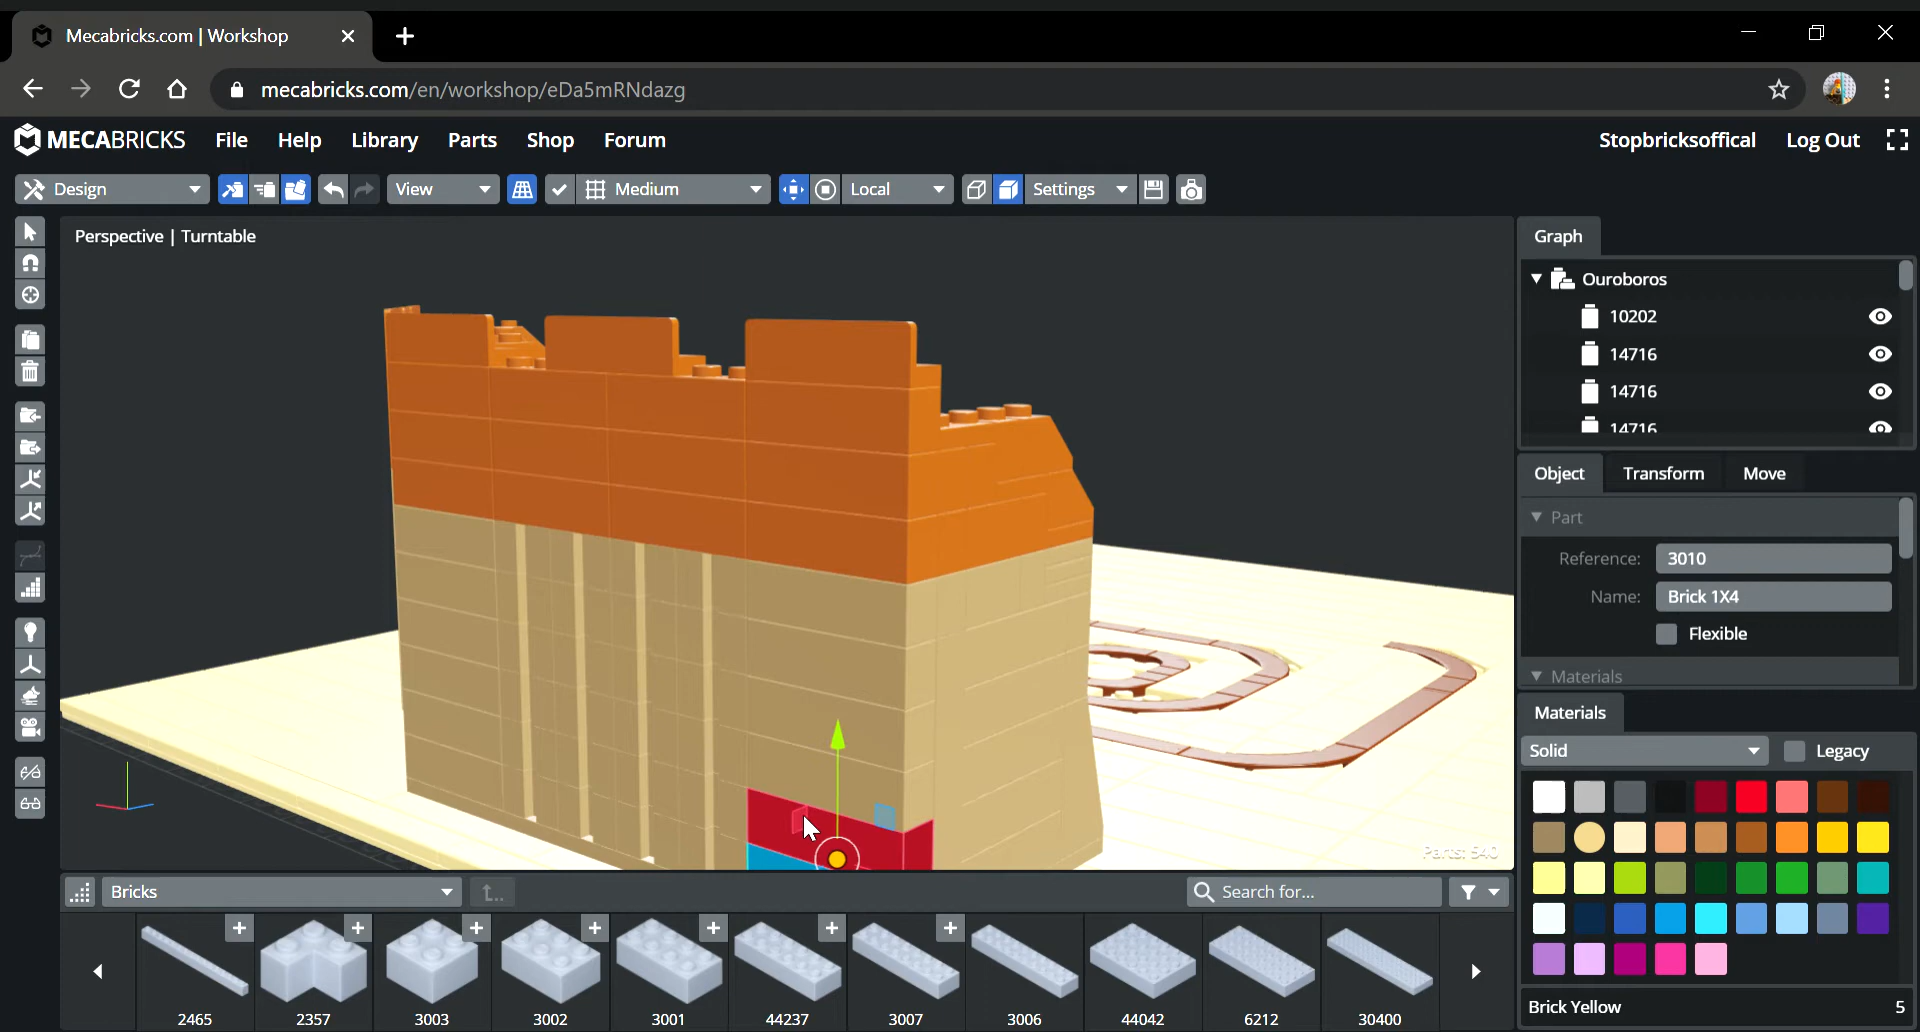 Mecabricks.com | Workshop
mecabricks.com/en/workshop/eDa5mRNdazg
MECABRICKS File Help Library Parts Shop Forum Stopbricksoffical Log Out
Design View Medium Local Settings
Perspective | Turntable
Graph
Ouroboros
10202
14716
14716
14716
Object Transform Move
Part
Reference: 3010
Name: Brick 1X4
Flexible
Materials
Materials
Solid Legacy
Parts: 540
Bricks Search for...
2465 2357 3003 3002 3001 44237 3007 3006 44042 6212 30400
Brick Yellow 5